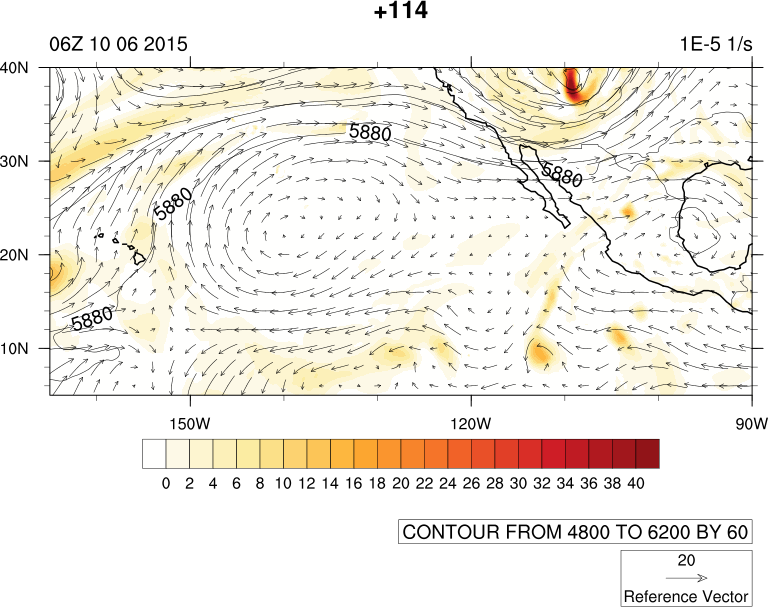 +114
06Z 10 06 2015 1E-5 1/s
40N
5880
30N
5880
5880
20N
5880
10N
150W 120W 90W
0 2 4 6 8 10 12 14 16 18 20 22 24 26 28 30 32 34 36 38 40
CONTOUR FROM 4800 TO 6200 BY 60
20
Reference Vector